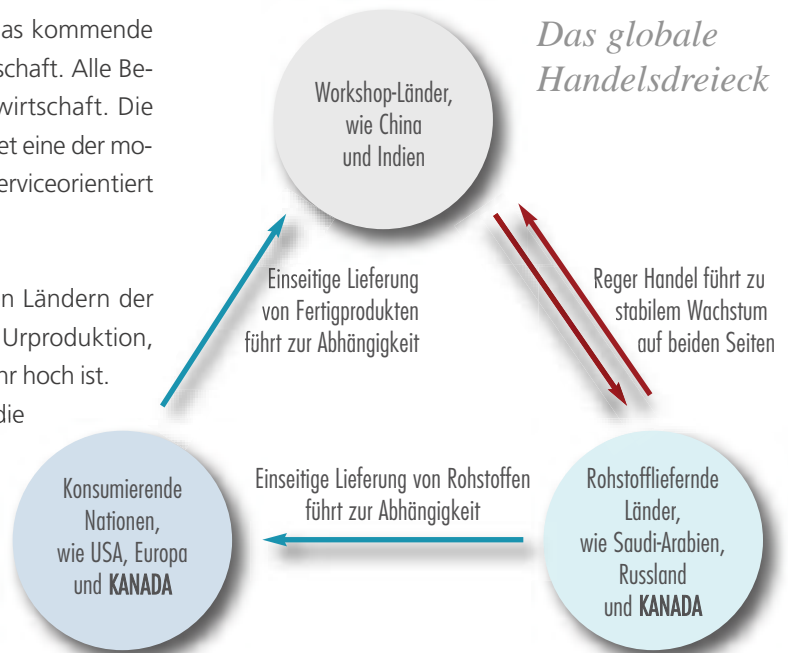 as kommende
schaft. Alle Be-
wirtschaft. Die
et eine der mo-
erviceorientiert
n Ländern der
Urproduktion,
hr hoch ist.
die
Das globale
Handelsdreieck
Workshop-Länder,
wie China
und Indien
Einseitige Lieferung
von Fertigprodukten
führt zur Abhängigkeit
Reger Handel führt zu
stabilem Wachstum
auf beiden Seiten
Konsumierende
Nationen,
wie USA, Europa
und KANADA
Einseitige Lieferung von Rohstoffen
führt zur Abhängigkeit
Rohstoffliefernde
Länder,
wie Saudi-Arabien,
Russland
und KANADA